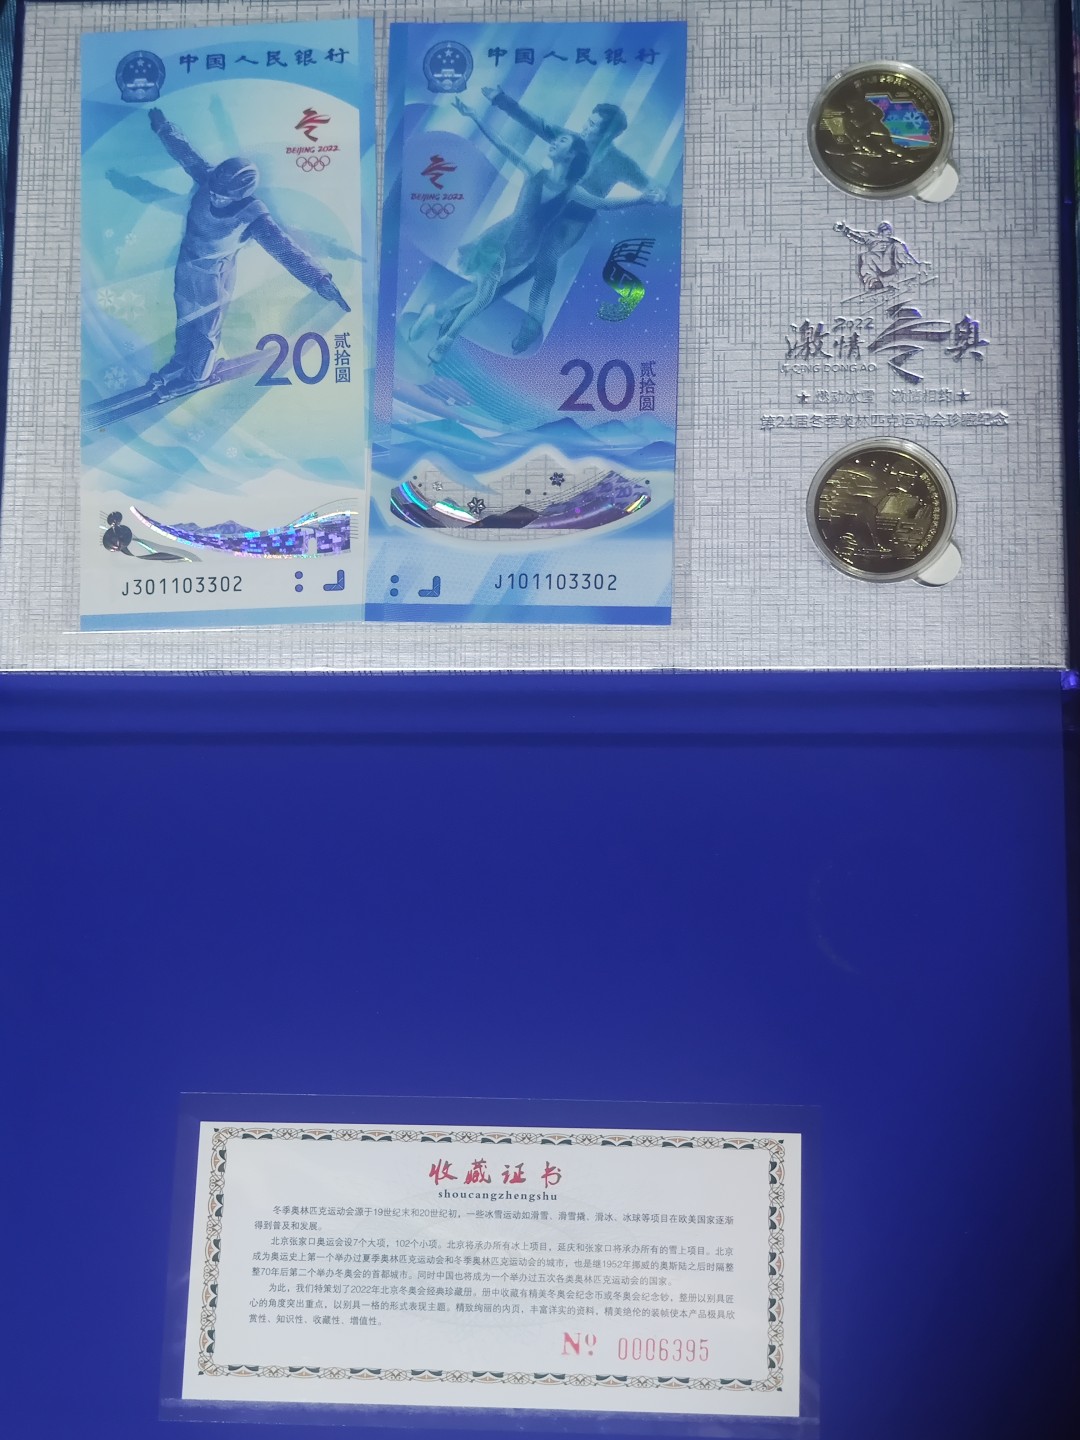 中国人民银行
BEIJING 2022
20
贰拾圆
J301103302
中国人民银行
BEIJING 2022
20
贰拾圆
J101103302
2022
激情冬奥
JI QING DONG AO
激情相约
第24届冬季奥林匹克运动会珍藏纪念
收藏证书
shoucangzhengshu
冬季奥林匹克运动会源于19世纪末和20世纪初，一些冰雪运动如滑雪、滑雪撬、滑冰、冰球等项目在欧美国家逐渐
得到普及和发展。
北京张家口奥运会设7个大项，102个小项。北京将承办所有冰上项目，延庆和张家口将承办所有的雪上项目。北京
成为奥运史上第一个举办过夏季奥林匹克运动会和冬季奥林匹克运动会的城市，也是继1952年挪威的奥斯陆之后时隔整
整70年后第二个举办冬奥会的首都城市。同时中国也将成为一个举办过五次各类奥林匹克运动会的国家。
为此，我们特策划了2022年北京冬奥会经典珍藏册。册中收藏有精美冬奥会纪念币或冬奥会纪念钞，整册以别具匠
心的角度突出重点，以别具一格的形式表现主题。精致绚丽的内页，丰富详实的资料，精美绝伦的装帧使本产品极具欣
赏性、知识性、收藏性、增值性。
Nº 0006395